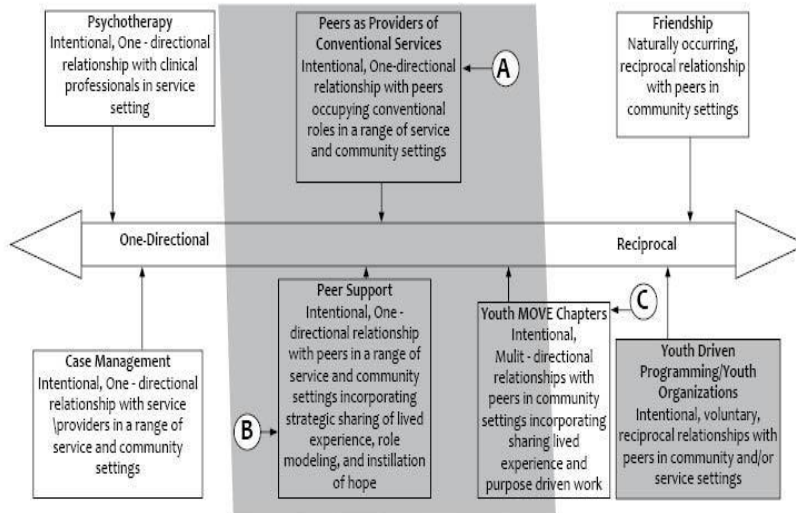 Psychotherapy
Intentional, One - directional
relationship with clinical
professionals in service
setting
Peers as Providers of
Conventional Services
Intentional, One-directional
relationship with peers
occupying conventional
roles in a range of service
and community settings
A
Friendship
Naturally occurring,
reciprocal relationship
with peers in
community settings
One-Directional
Reciprocal
Case Management
Intentional, One - directional
relationship with service
\providers in a range of
service and community
settings
B
Peer Support
Intentional, One -
directional relationship
with peers in a range of
service and community
settings incorporating
strategic sharing of lived
experience, role
modeling, and instillation
of hope
Youth MOVE Chapters
Intentional,
Mulit - directional
relationships with
peers in community
settings incorporating
sharing lived
experience and
purpose driven work
C
Youth Driven
Programming/Youth
Organizations
Intentional, voluntary,
reciprocal relationships with
peers in community and/or
service settings